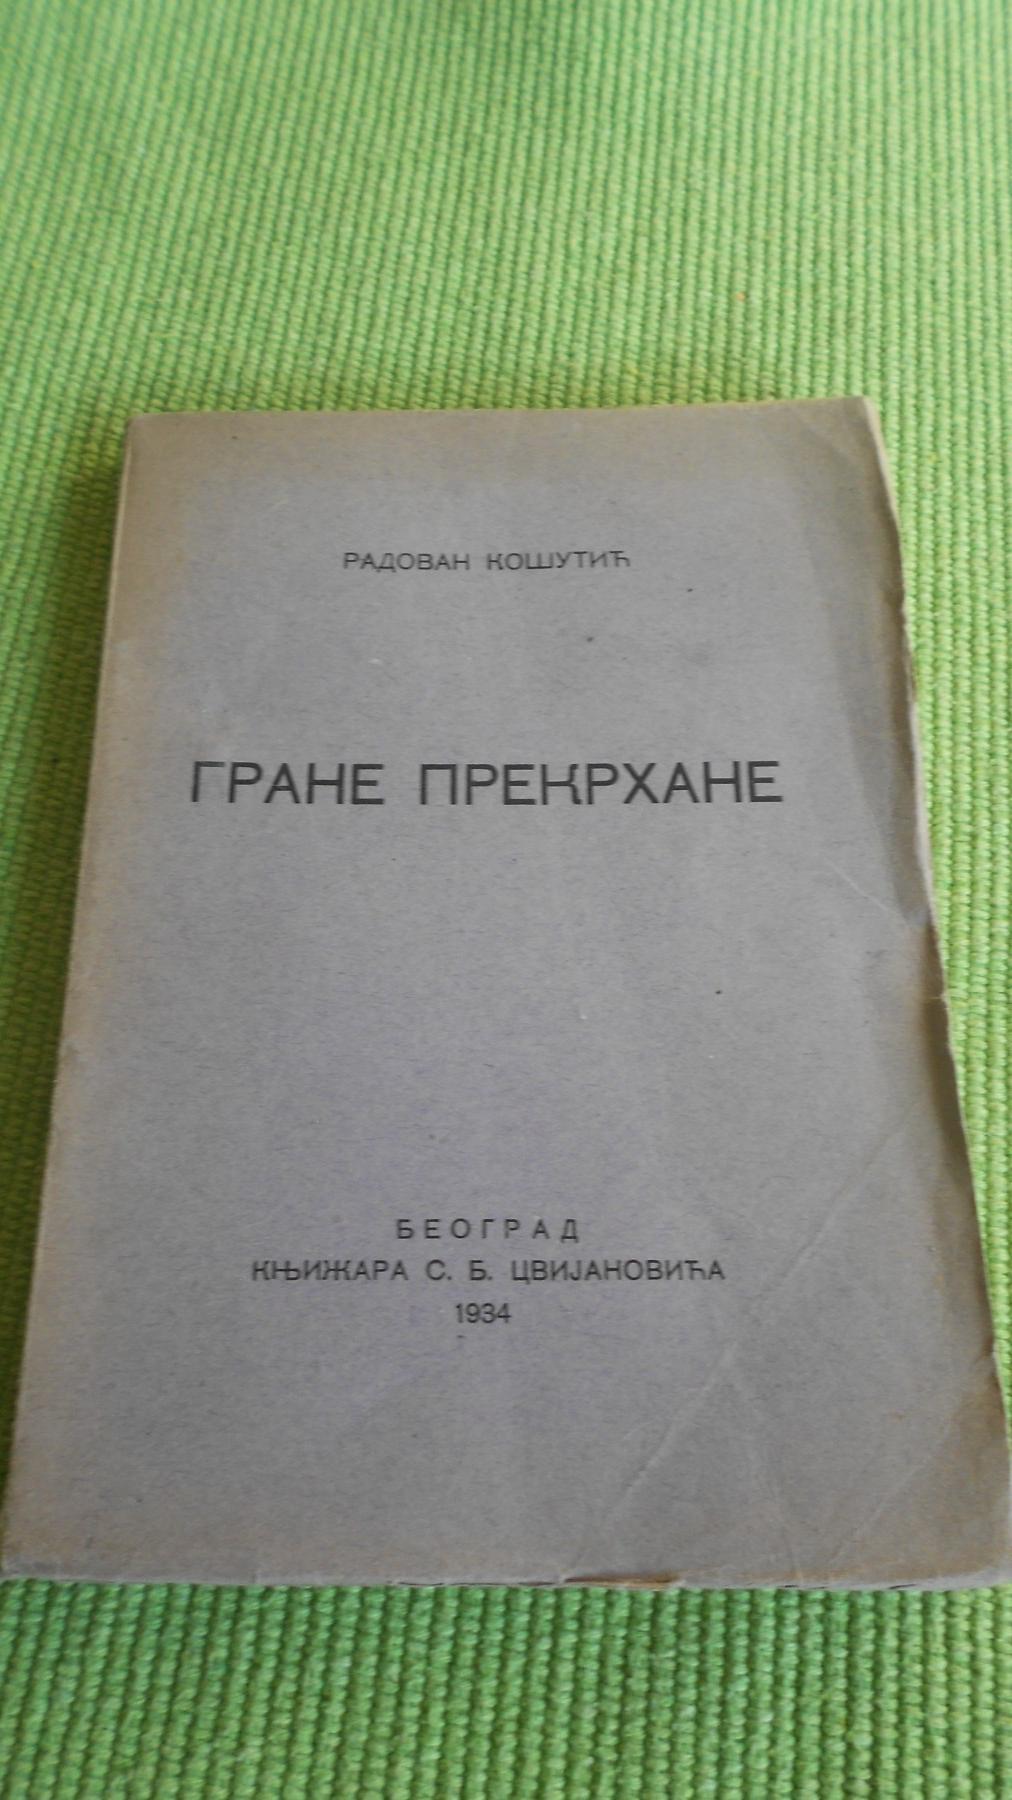 РАДОВАН КОШУТИЋ
ГРАНЕ ПРЕКРХАНЕ
БЕОГРАД
КЊИЖАРА С. Б. ЦВИЈАНОВИЋА
1934